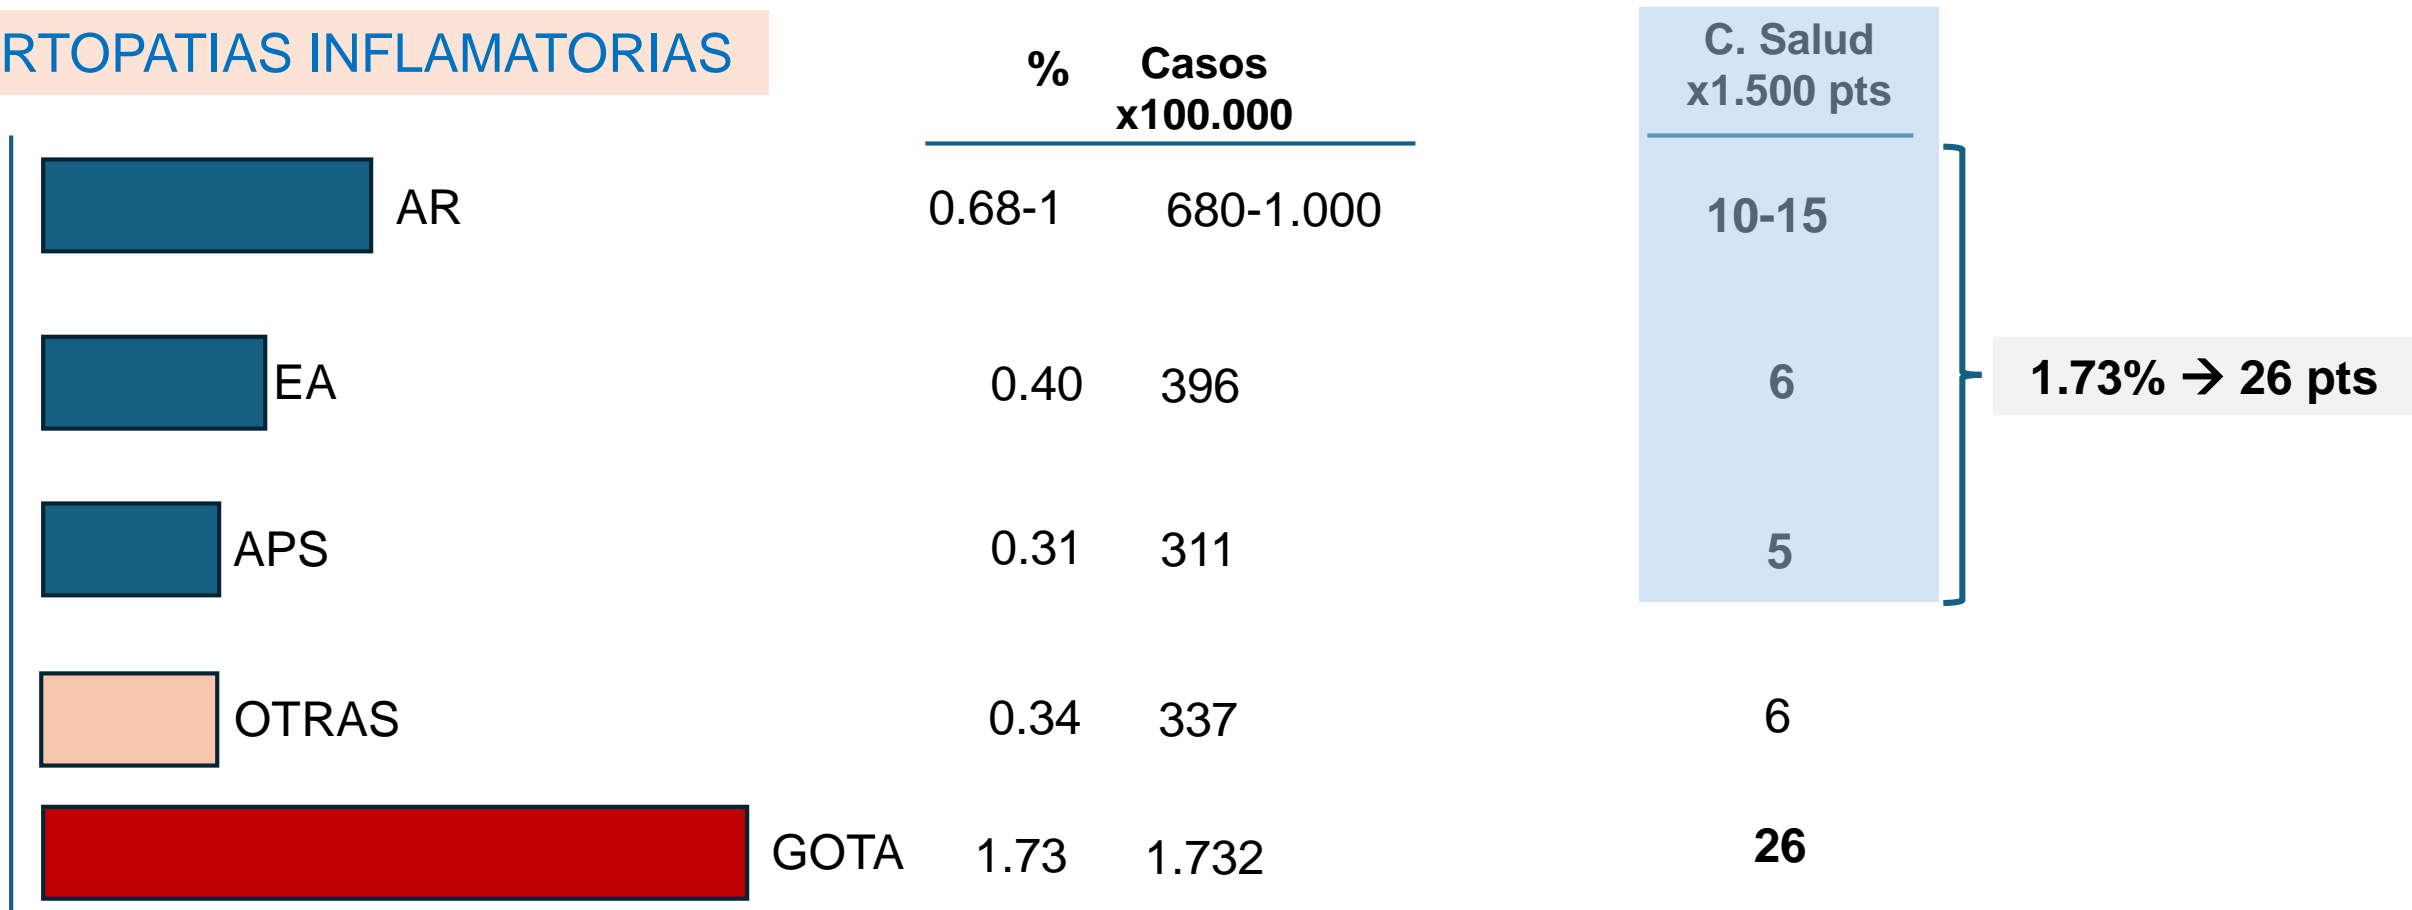 RTOPATIAS INFLAMATORIAS
% Casos x100.000
C. Salud
x1.500 pts
AR 0.68-1 680-1.000 10-15
EA 0.40 396 6
1.73% → 26 pts
APS 0.31 311 5
OTRAS 0.34 337 6
GOTA 1.73 1.732 26